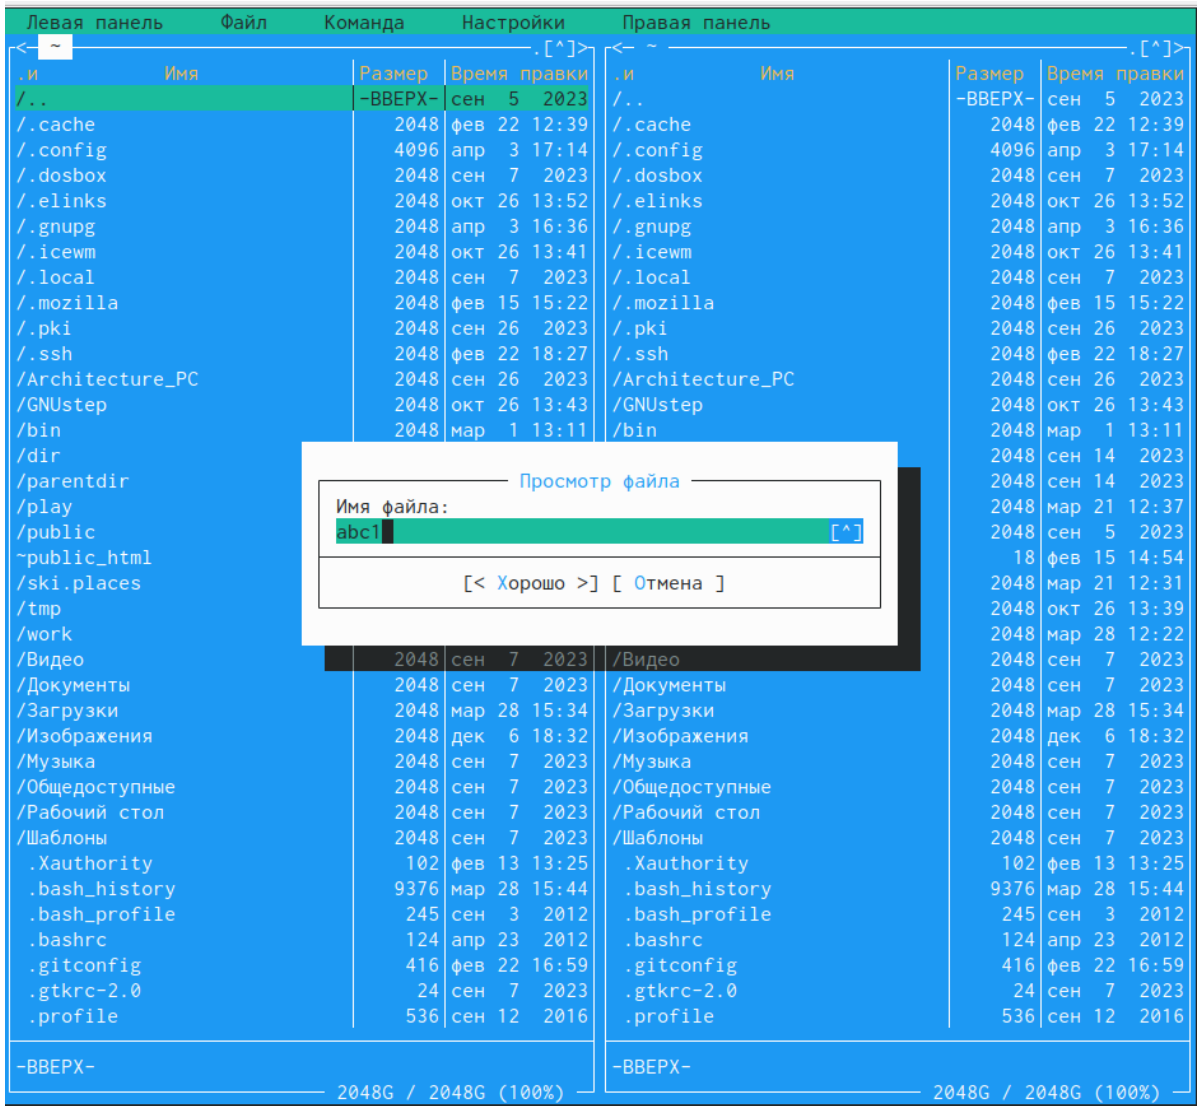 Левая панель Файл Команда Настройки Правая панель
<— ~ .[^]> <— ~ .[^]>
.и Имя Размер Время правки .и Имя Размер Время правки
/.. -ВВЕРХ- сен 5 2023 /.. -ВВЕРХ- сен 5 2023
/.cache 2048 фев 22 12:39 /.cache 2048 фев 22 12:39
/.config 4096 апр 3 17:14 /.config 4096 апр 3 17:14
/.dosbox 2048 сен 7 2023 /.dosbox 2048 сен 7 2023
/.elinks 2048 окт 26 13:52 /.elinks 2048 окт 26 13:52
/.gnupg 2048 апр 3 16:36 /.gnupg 2048 апр 3 16:36
/.icewm 2048 окт 26 13:41 /.icewm 2048 окт 26 13:41
/.local 2048 сен 7 2023 /.local 2048 сен 7 2023
/.mozilla 2048 фев 15 15:22 /.mozilla 2048 фев 15 15:22
/.pki 2048 сен 26 2023 /.pki 2048 сен 26 2023
/.ssh 2048 фев 22 18:27 /.ssh 2048 фев 22 18:27
/Architecture_PC 2048 сен 26 2023 /Architecture_PC 2048 сен 26 2023
/GNUstep 2048 окт 26 13:43 /GNUstep 2048 окт 26 13:43
/bin 2048 мар 1 13:11 /bin 2048 мар 1 13:11
/dir 2048 сен 14 2023
/parentdir Просмотр файла 2048 сен 14 2023
/play Имя файла: 2048 мар 21 12:37
/public abc1 [^] 2048 сен 5 2023
~public_html 18 фев 15 14:54
/ski.places [< Хорошо >] [ Отмена ] 2048 мар 21 12:31
/tmp 2048 окт 26 13:39
/work 2048 мар 28 12:22
/Видео 2048 сен 7 2023 /Видео 2048 сен 7 2023
/Документы 2048 сен 7 2023 /Документы 2048 сен 7 2023
/Загрузки 2048 мар 28 15:34 /Загрузки 2048 мар 28 15:34
/Изображения 2048 дек 6 18:32 /Изображения 2048 дек 6 18:32
/Музыка 2048 сен 7 2023 /Музыка 2048 сен 7 2023
/Общедоступные 2048 сен 7 2023 /Общедоступные 2048 сен 7 2023
/Рабочий стол 2048 сен 7 2023 /Рабочий стол 2048 сен 7 2023
/Шаблоны 2048 сен 7 2023 /Шаблоны 2048 сен 7 2023
.Xauthority 102 фев 13 13:25 .Xauthority 102 фев 13 13:25
.bash_history 9376 мар 28 15:44 .bash_history 9376 мар 28 15:44
.bash_profile 245 сен 3 2012 .bash_profile 245 сен 3 2012
.bashrc 124 апр 23 2012 .bashrc 124 апр 23 2012
.gitconfig 416 фев 22 16:59 .gitconfig 416 фев 22 16:59
.gtkrc-2.0 24 сен 7 2023 .gtkrc-2.0 24 сен 7 2023
.profile 536 сен 12 2016 .profile 536 сен 12 2016
-ВВЕРХ- -ВВЕРХ-
2048G / 2048G (100%) 2048G / 2048G (100%)